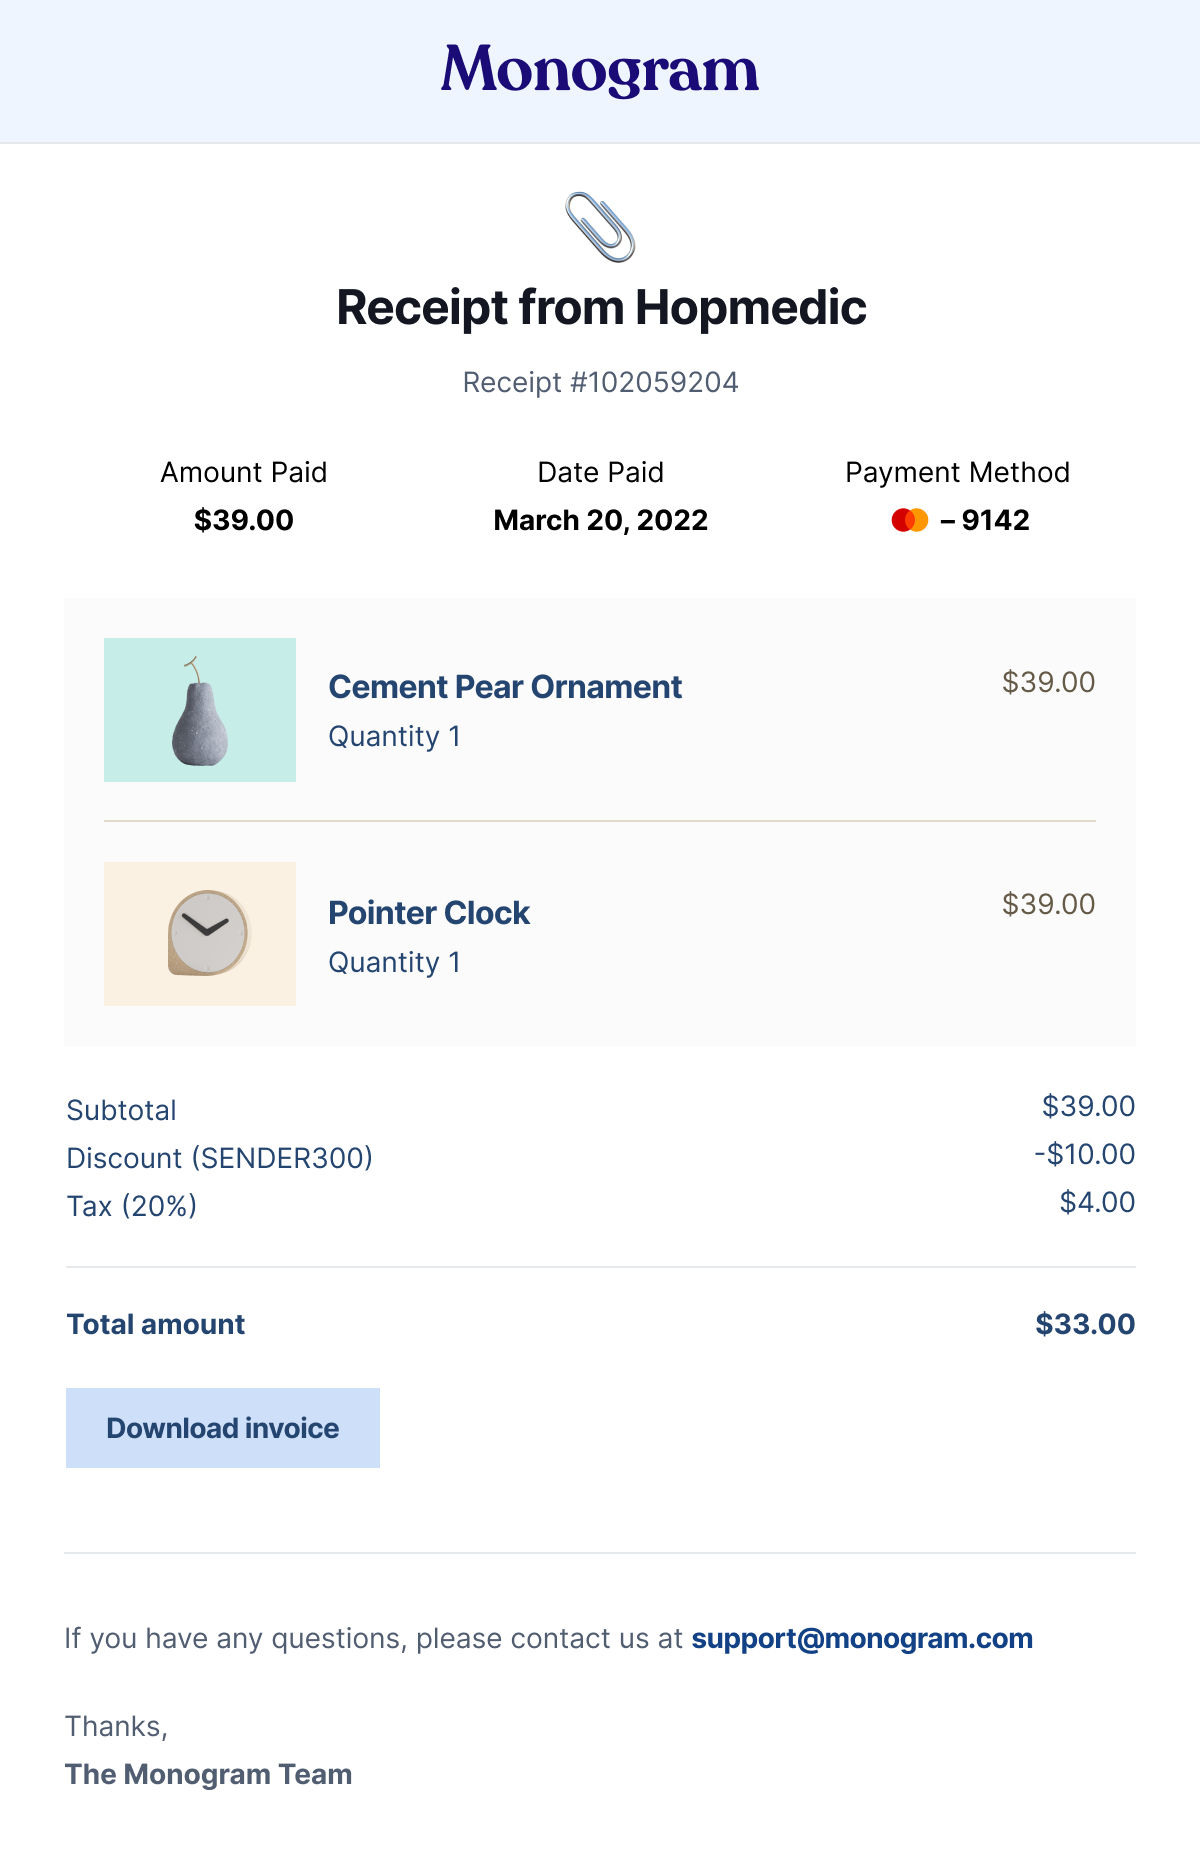 Monogram
Receipt from Hopmedic
Receipt #102059204
Amount Paid
$39.00
Date Paid
March 20, 2022
Payment Method
– 9142
Cement Pear Ornament
Quantity 1
$39.00
Pointer Clock
Quantity 1
$39.00
Subtotal $39.00
Discount (SENDER300) -$10.00
Tax (20%) $4.00
Total amount $33.00
Download invoice
If you have any questions, please contact us at support@monogram.com
Thanks,
The Monogram Team